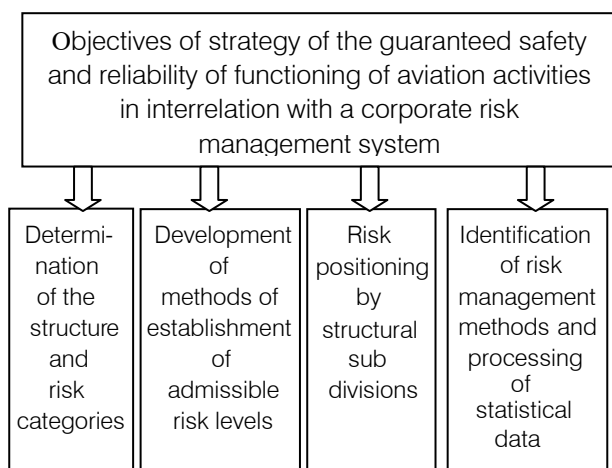 Objectives of strategy of the guaranteed safety
and reliability of functioning of aviation activities
in interrelation with a corporate risk
management system
Determi-
nation
of the
structure
and
risk
categories
Development
of
methods of
establishment
of
admissible
risk levels
Risk
positioning
by
structural
sub
divisions
Identification
of risk
management
methods and
processing
of
statistical
data